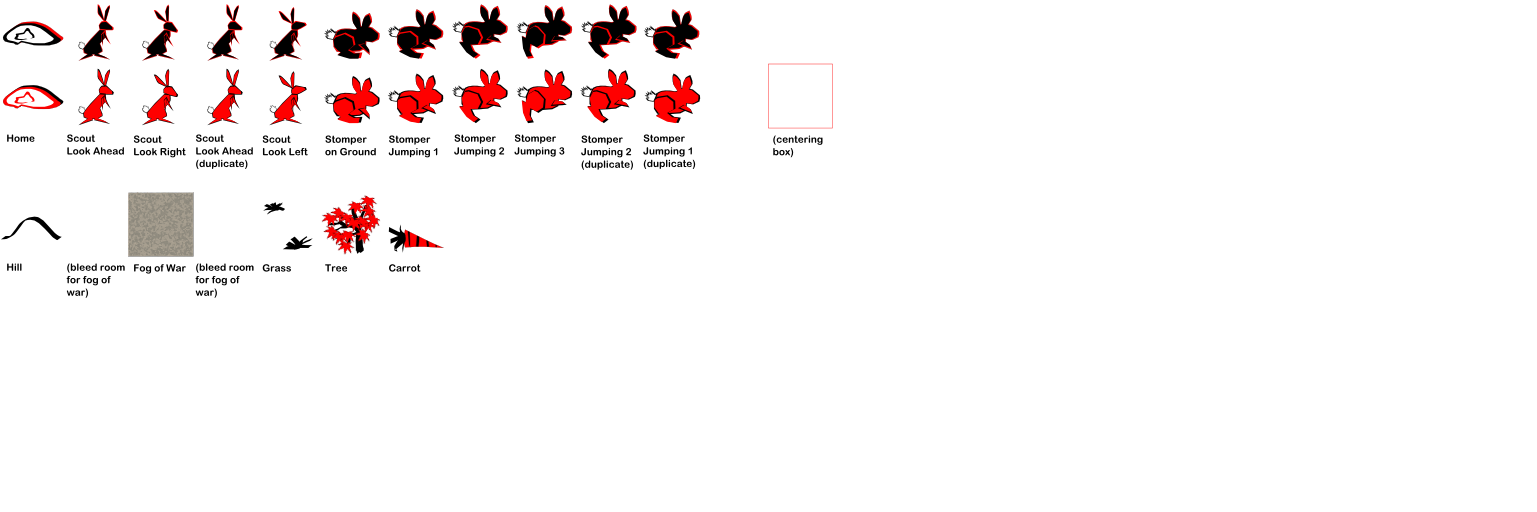 Home
Scout
Look Ahead
Scout
Look Right
Scout
Look Ahead
(duplicate)
Scout
Look Left
Stomper
on Ground
Stomper
Jumping 1
Stomper
Jumping 2
Stomper
Jumping 3
Stomper
Jumping 2
(duplicate)
Stomper
Jumping 1
(duplicate)
(centering
box)
Hill
(bleed room
for fog of
war)
Fog of War
(bleed room
for fog of
war)
Grass
Tree
Carrot